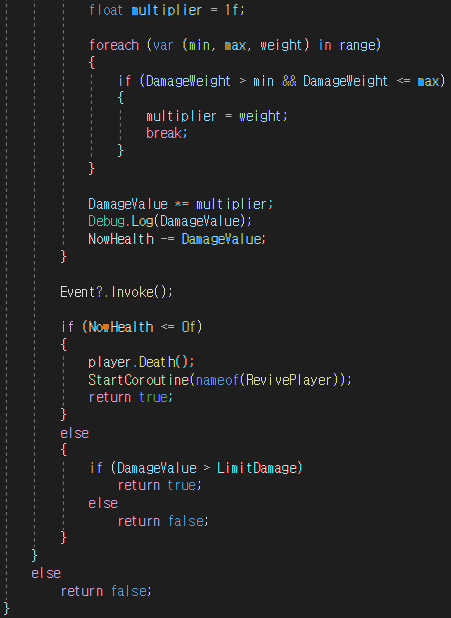 float multiplier = 1f;
foreach (var (min, max, weight) in range)
{
if (DamageWeight > min && DamageWeight <= max)
{
multiplier = weight;
break;
}
}
DamageValue *= multiplier;
Debug.Log(DamageValue);
NowHealth -= DamageValue;
}
Event?.Invoke();
if (NowHealth <= 0f)
{
player.Death();
StartCoroutine(nameof(RevivePlayer));
return true;
}
else
{
if (DamageValue > LimitDamage)
return true;
else
return false;
}
}
else
return false;
}